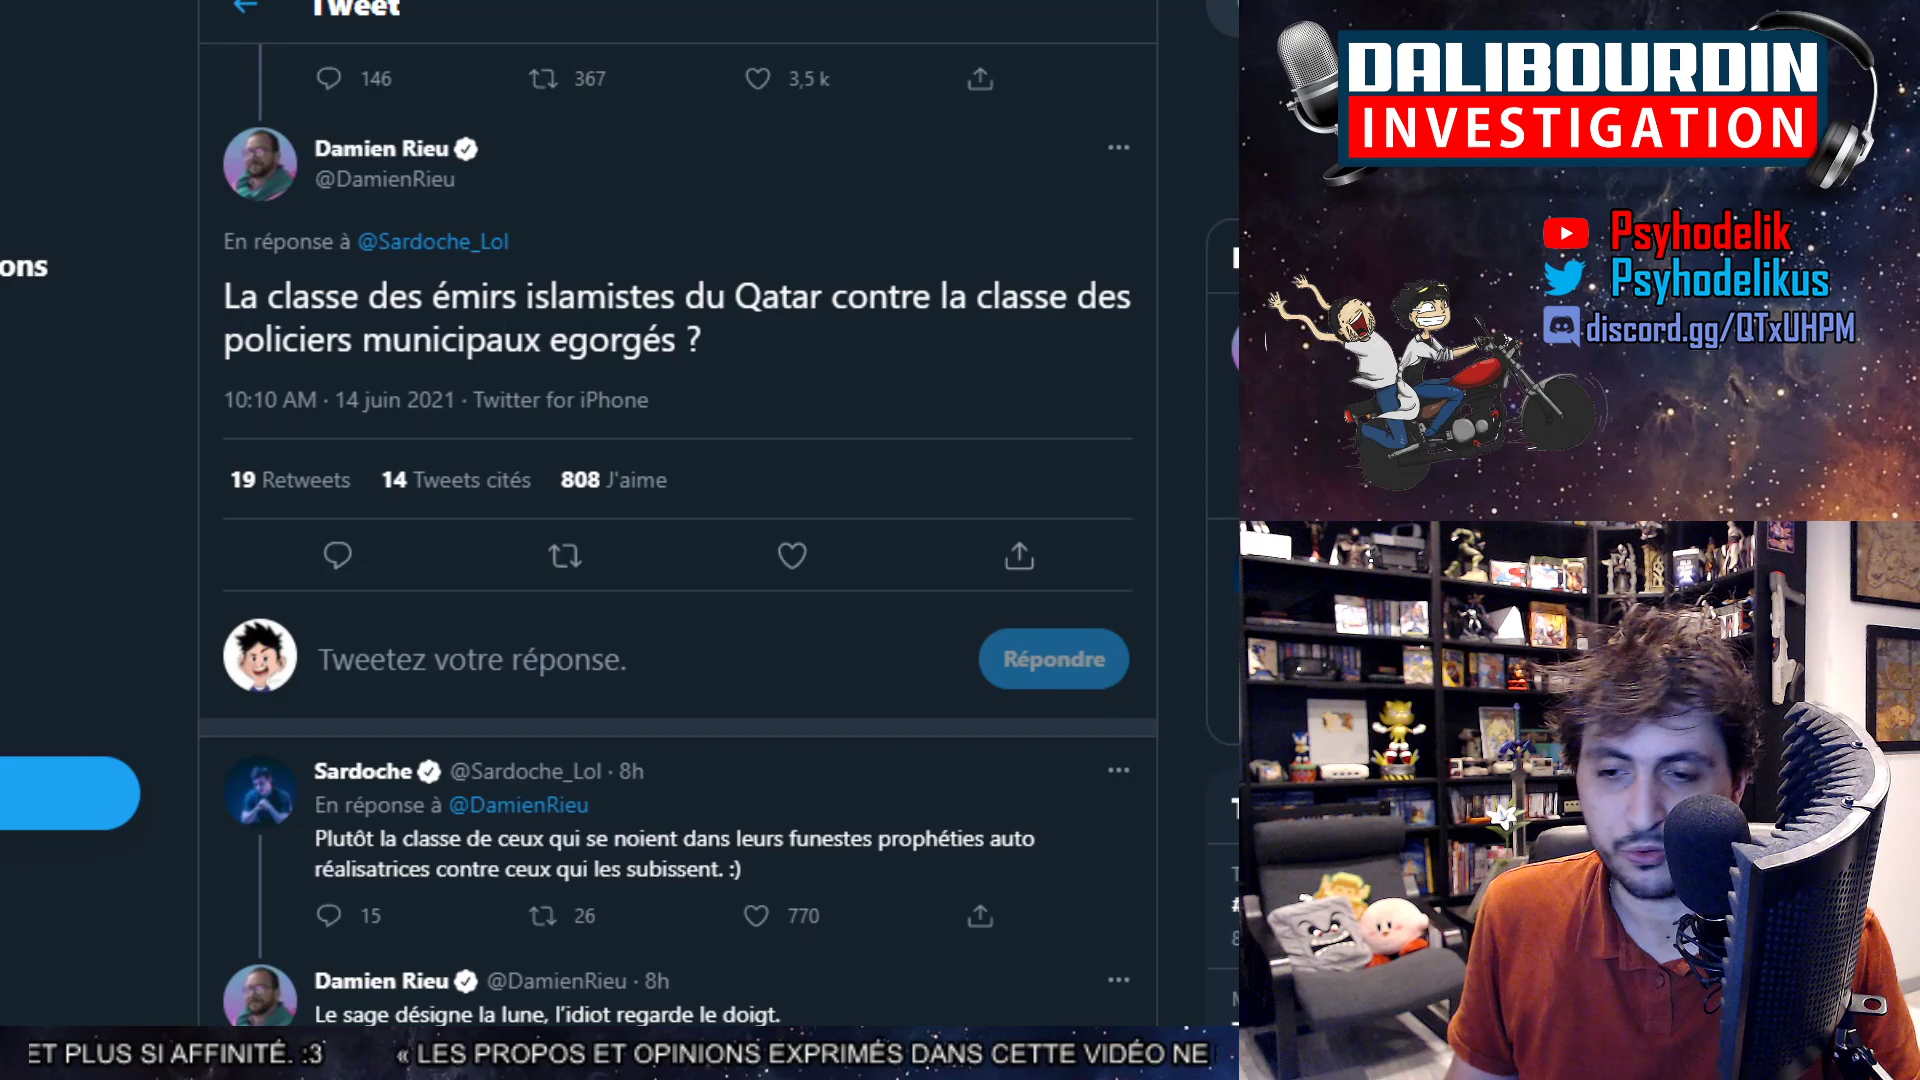 Tweet
146 367 3,5 k
Damien Rieu
@DamienRieu
En réponse à @Sardoche_Lol
La classe des émirs islamistes du Qatar contre la classe des
policiers municipaux egorgés ?
10:10 AM · 14 juin 2021 · Twitter for iPhone
19 Retweets 14 Tweets cités 808 J'aime
Tweetez votre réponse.
Répondre
Sardoche @Sardoche_Lol · 8h
En réponse à @DamienRieu
Plutôt la classe de ceux qui se noient dans leurs funestes prophéties auto
réalisatrices contre ceux qui les subissent. :)
15 26 770
Damien Rieu @DamienRieu · 8h
Le sage désigne la lune, l'idiot regarde le doigt.
ons
DALIBOURDIN
INVESTIGATION
Psyhodelik
Psyhodelikus
discord.gg/QTxUHPM
ET PLUS SI AFFINITÉ. :3 « LES PROPOS ET OPINIONS EXPRIMÉS DANS CETTE VIDÉO NE